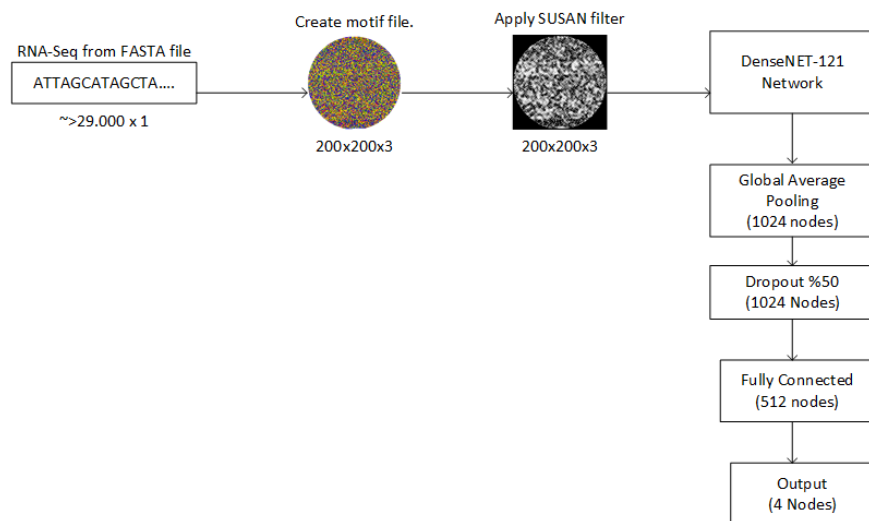 Create motif file.
Apply SUSAN filter
RNA-Seq from FASTA file
ATTAGCATAGCTA....
~>29.000 x 1
200x200x3
200x200x3
DenseNET-121
Network
Global Average
Pooling
(1024 nodes)
Dropout %50
(1024 Nodes)
Fully Connected
(512 nodes)
Output
(4 Nodes)